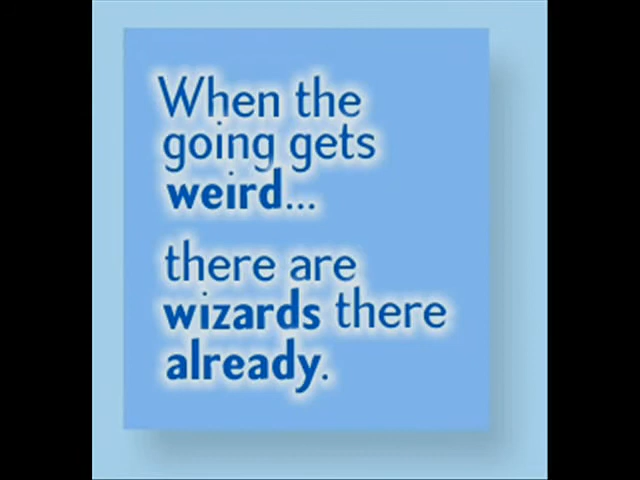 When the
going gets
weird...
there are
wizards there
already.